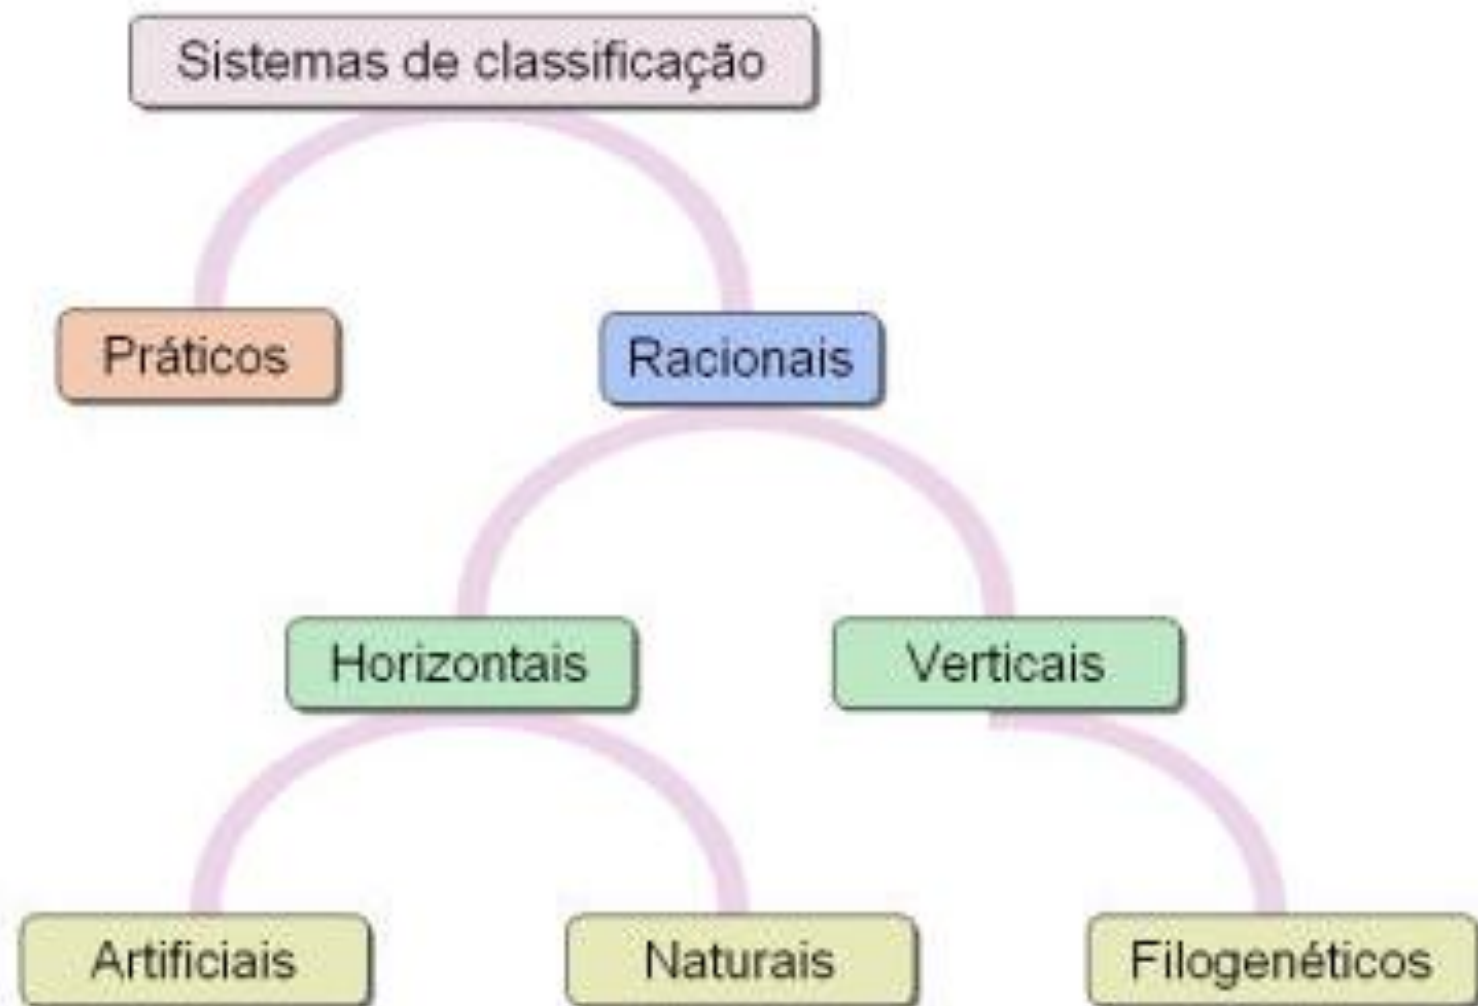 Sistemas de classificação
Práticos
Racionais
Horizontais
Verticais
Artificiais
Naturais
Filogenéticos